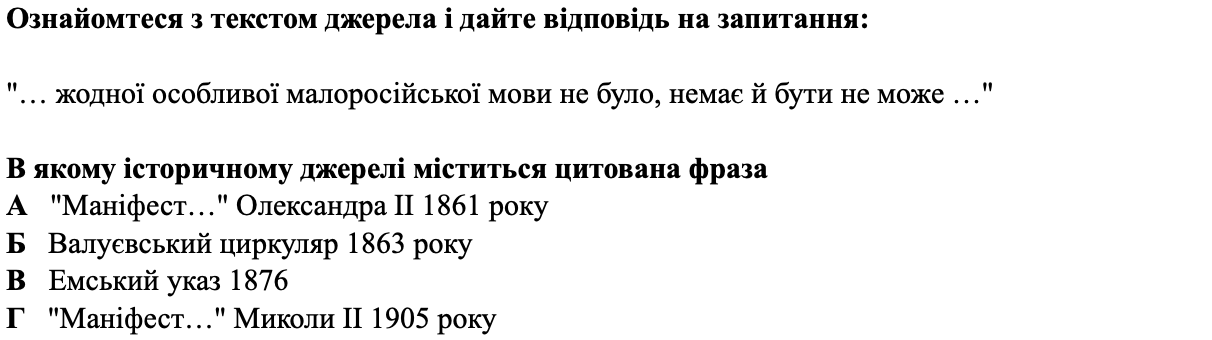 Ознайомтеся з текстом джерела і дайте відповідь на запитання:
"… жодної особливої малоросійської мови не було, немає й бути не може …"
В якому історичному джерелі міститься цитована фраза
А "Маніфест…" Олександра ІІ 1861 року
Б Валуєвський циркуляр 1863 року
В Емський указ 1876
Г "Маніфест…" Миколи ІІ 1905 року